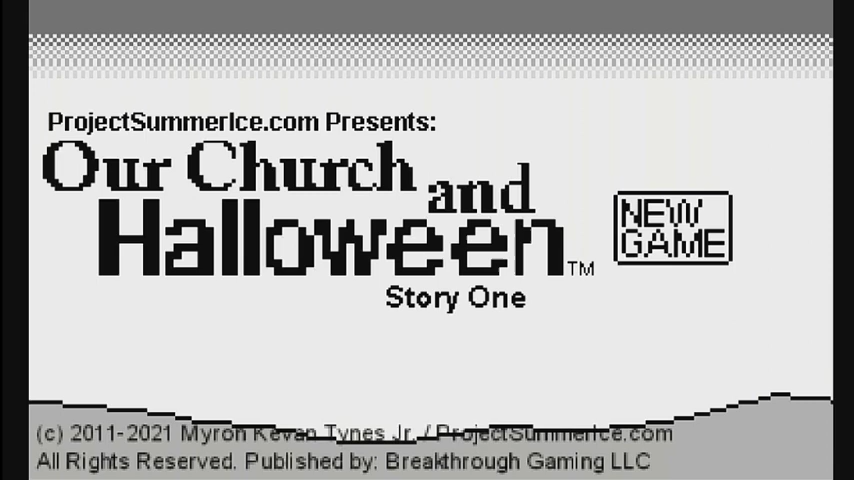 ProjectSummerIce.com Presents:
Our Church
and
Halloween™
Story One
NEW
GAME
(c) 2011-2021 Myron Kevan Tynes Jr. / ProjectSummerIce.com
All Rights Reserved. Published by: Breakthrough Gaming LLC